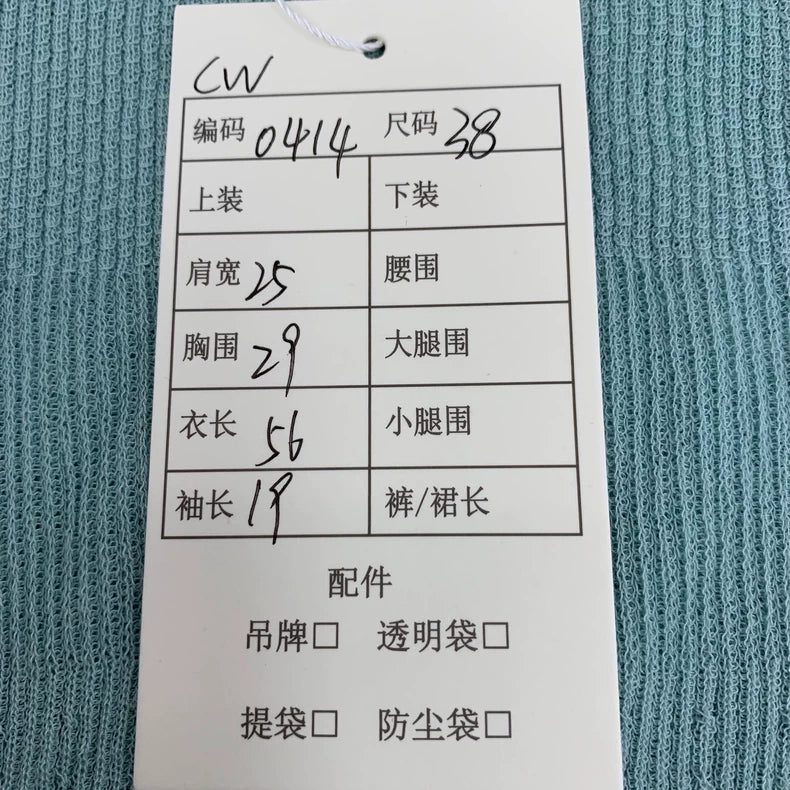 CW
编码 0414 尺码 38
上装 下装
肩宽 25 腰围
胸围 29 大腿围
衣长 56 小腿围
袖长 19 裤/裙长
配件
吊牌□ 透明袋□
提袋□ 防尘袋□